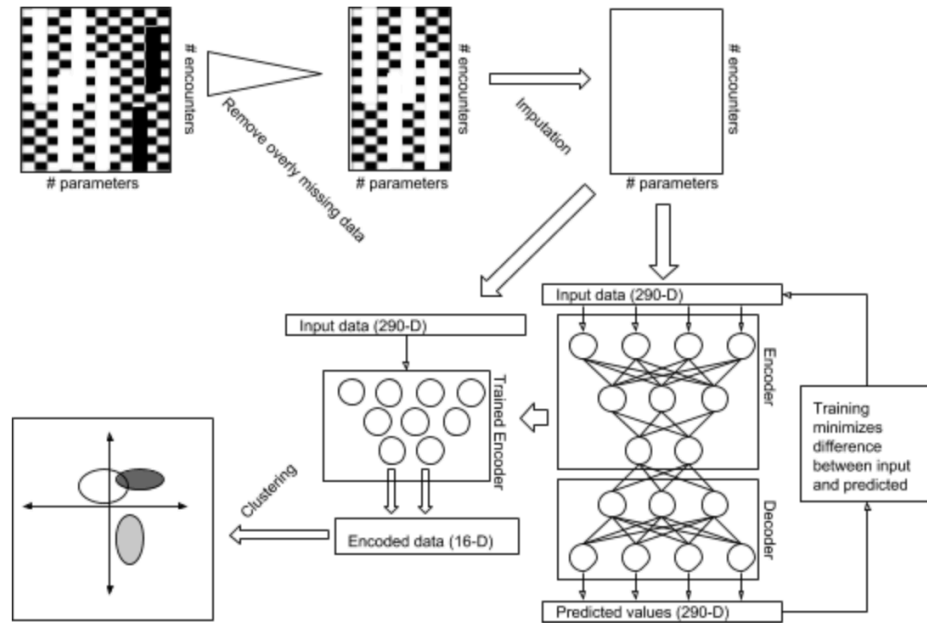 # encounters
# parameters
Remove overly missing data
# encounters
# parameters
Imputation
# encounters
# parameters
Input data (290-D)
Encoder
Decoder
Predicted values (290-D)
Training
minimizes
difference
between input
and predicted
Input data (290-D)
Trained Encoder
Encoded data (16-D)
Clustering